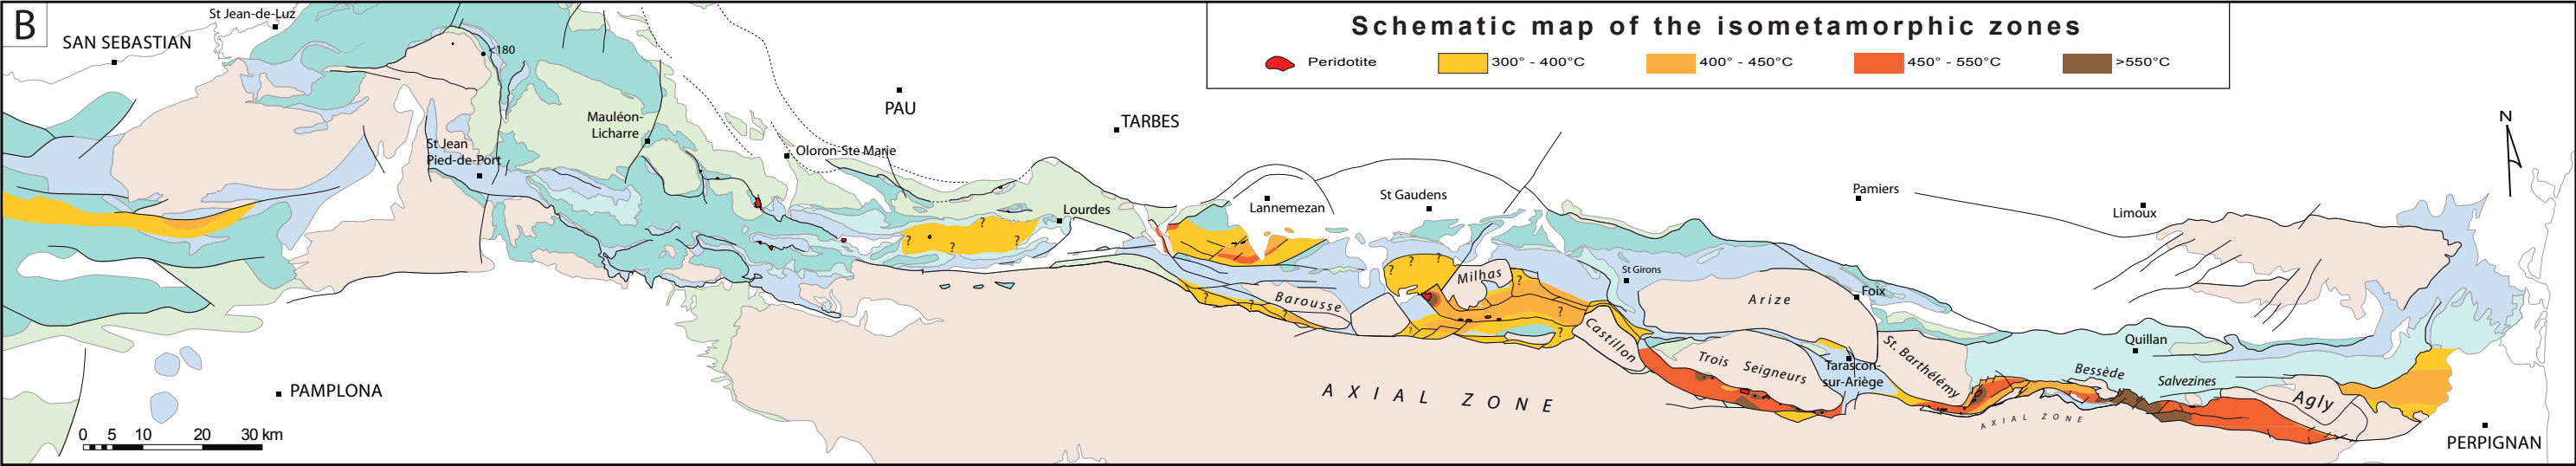 B
Schematic map of the isometamorphic zones
Peridotite
300° - 400°C
400° - 450°C
450° - 550°C
>550°C
St Jean-de-Luz
SAN SEBASTIAN
<180
PAU
TARBES
Mauléon-
Licharre
St Jean
Pied-de-Port
Oloron-Ste Marie
N
Lourdes
Lannemezan
St Gaudens
Pamiers
Limoux
?
?
?
?
?
?
?
Milhas
?
St Girons
Foix
Arize
Barousse
?
?
?
?
?
?
Castillon
Trois Seigneurs
St. Barthélémy
Tarascon-
sur-Ariège
Quillan
Bessède
Salvezines
Agly
AXIAL ZONE
AXIAL ZONE
PAMPLONA
PERPIGNAN
0 5 10 20 30 km